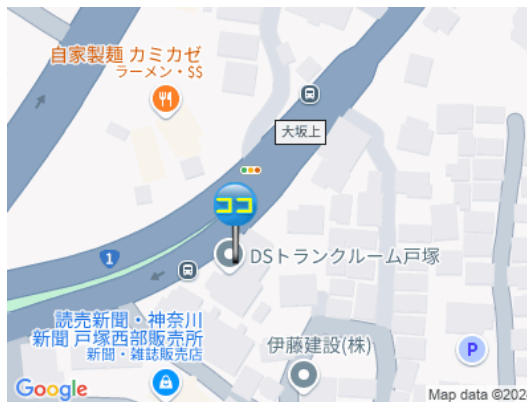 自家製麺 カミカゼ
ラーメン・SS
大坂上
ココ
1
DSトランクルーム戸塚
読売新聞・神奈川
新聞 戸塚西部販売所
新聞・雑誌販売店
伊藤建設(株)
P
Google
Map data ©202